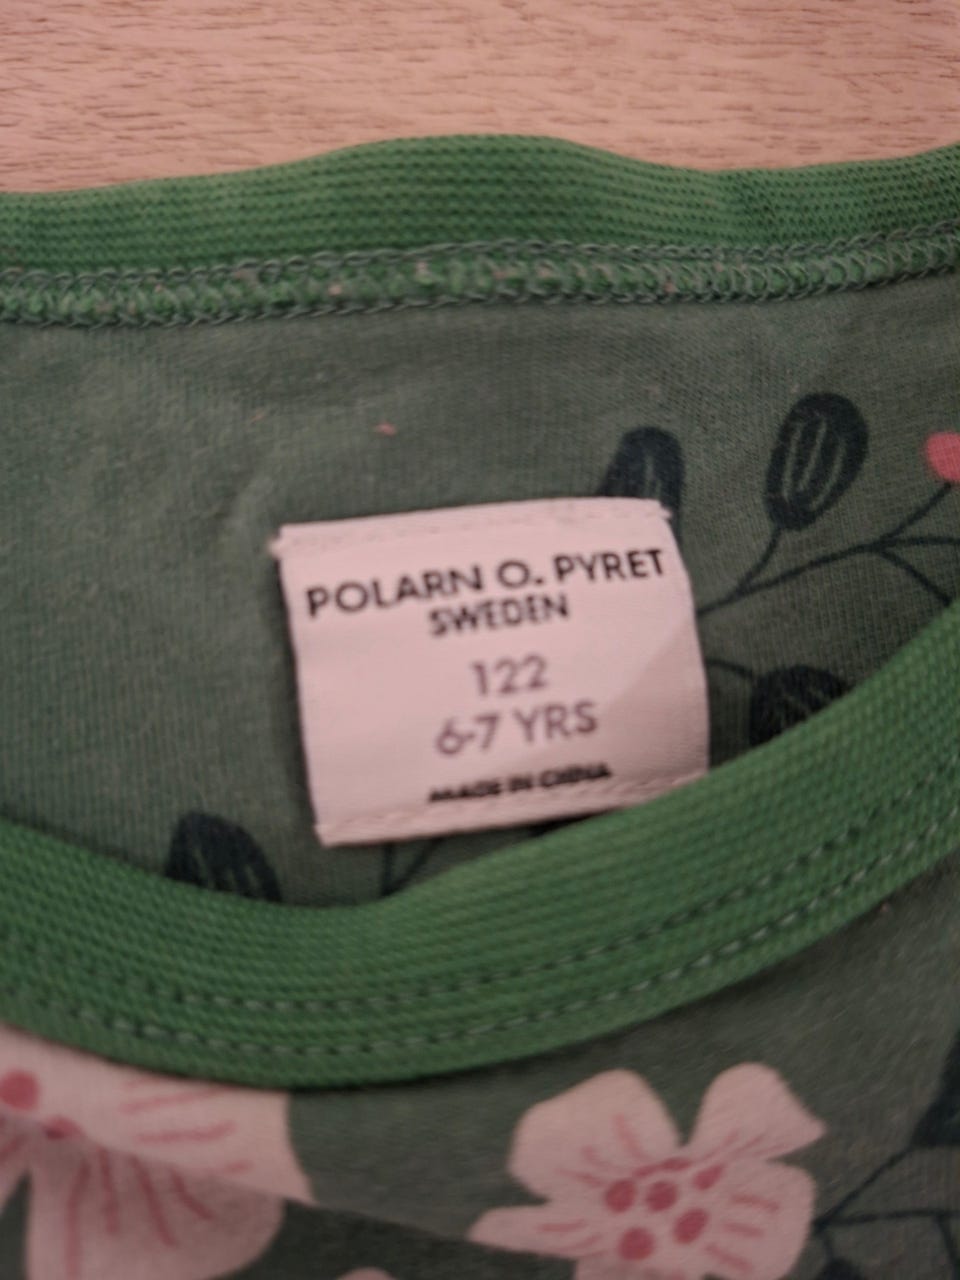 POLARN O. PYRET
SWEDEN
122
6-7 YRS
MADE IN CHINA